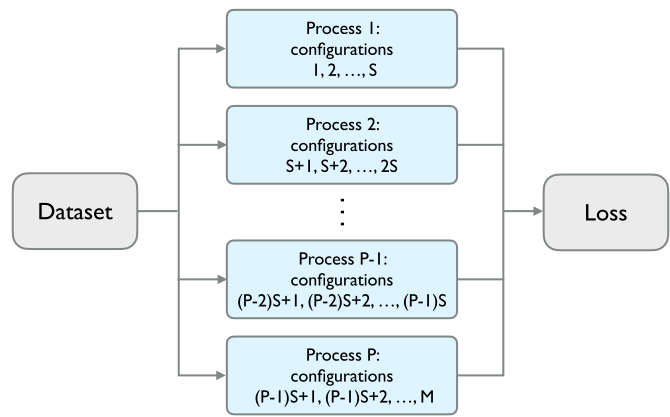 Dataset
Process 1:
configurations
1, 2, …, S
Process 2:
configurations
S+1, S+2, …, 2S
⋮
Process P-1:
configurations
(P-2)S+1, (P-2)S+2, …, (P-1)S
Process P:
configurations
(P-1)S+1, (P-1)S+2, …, M
Loss